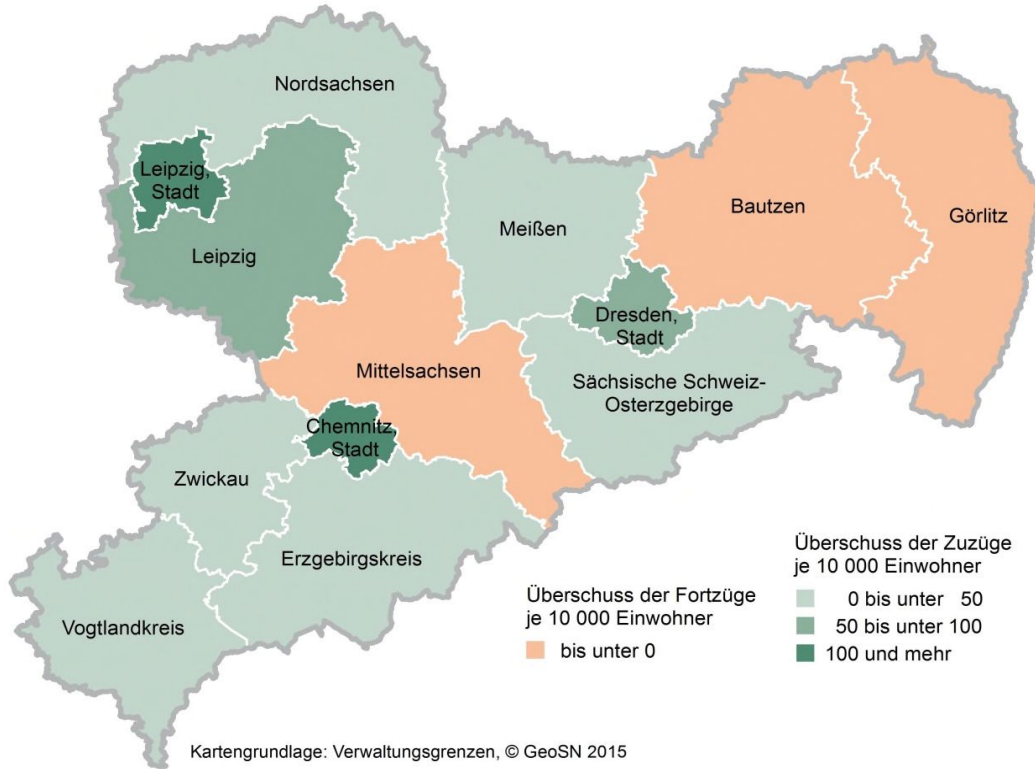 Nordsachsen
Leipzig,
Stadt
Leipzig
Meißen
Bautzen
Görlitz
Dresden,
Stadt
Mittelsachsen
Sächsische Schweiz-
Osterzgebirge
Chemnitz,
Stadt
Zwickau
Erzgebirgskreis
Vogtlandkreis
Überschuss der Fortzüge
je 10 000 Einwohner
bis unter 0
Überschuss der Zuzüge
je 10 000 Einwohner
0 bis unter 50
50 bis unter 100
100 und mehr
Kartengrundlage: Verwaltungsgrenzen, © GeoSN 2015